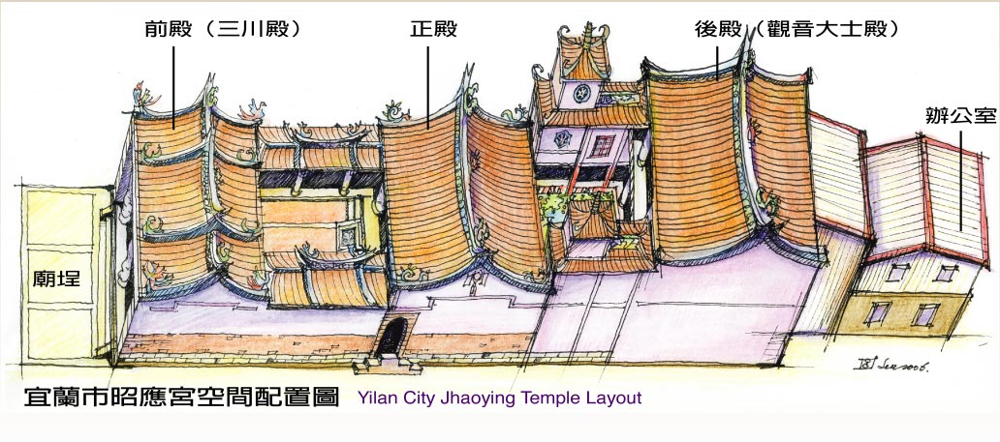 前殿（三川殿）
正殿
後殿（觀音大士殿）
辦公室
廟埕
宜蘭市昭應宮空間配置圖 Yilan City Jhaoying Temple Layout